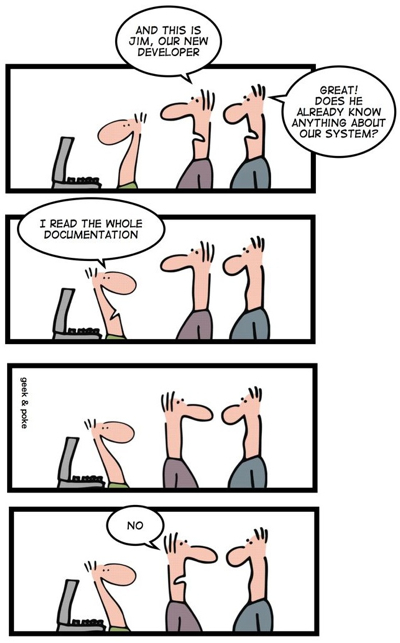 AND THIS IS
JIM, OUR NEW
DEVELOPER
GREAT!
DOES HE
ALREADY KNOW
ANYTHING ABOUT
OUR SYSTEM?
I READ THE WHOLE
DOCUMENTATION
geek & poke
NO